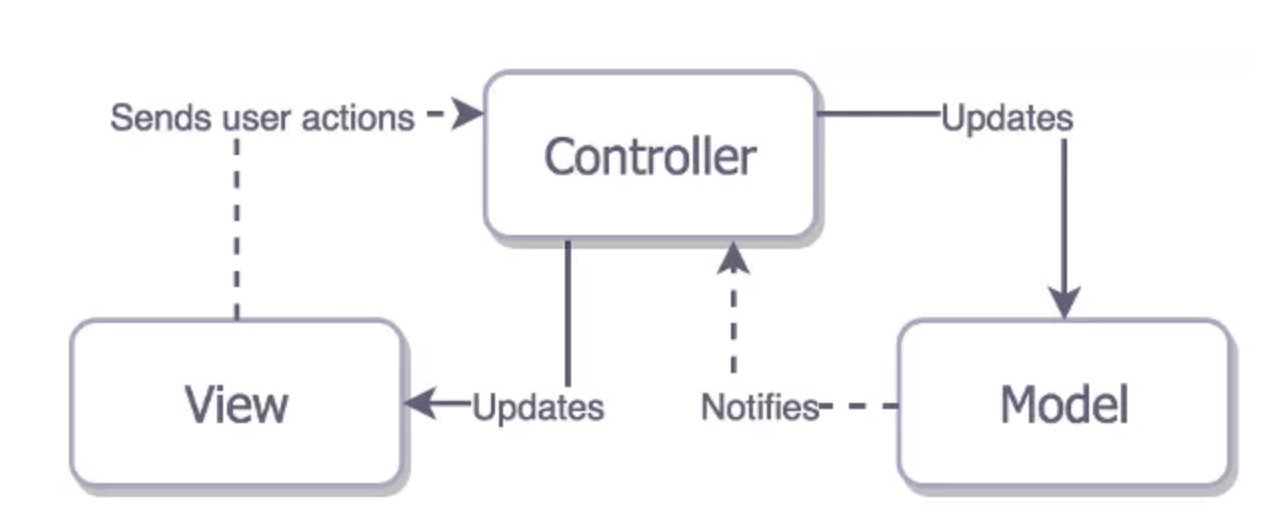 Sends user actions
Controller
Updates
View
Updates
Notifies
Model